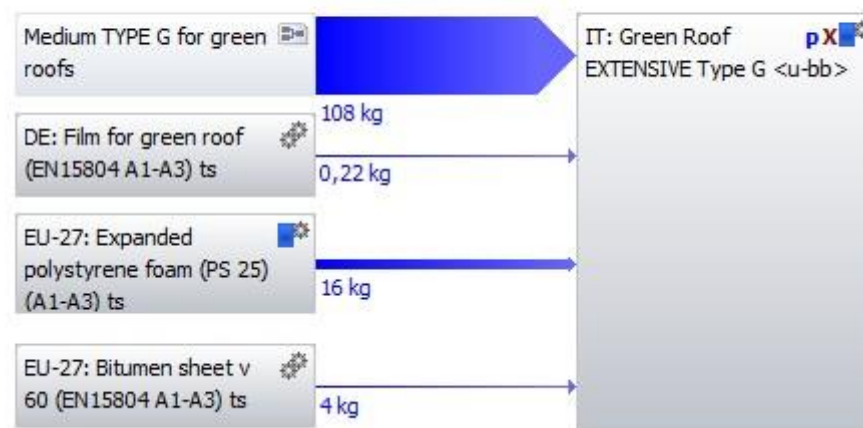 Medium TYPE G for green
roofs
108 kg
DE: Film for green roof
(EN15804 A1-A3) ts
0,22 kg
EU-27: Expanded
polystyrene foam (PS 25)
(A1-A3) ts
16 kg
EU-27: Bitumen sheet v
60 (EN15804 A1-A3) ts
4 kg
IT: Green Roof pX
EXTENSIVE Type G <u-bb>